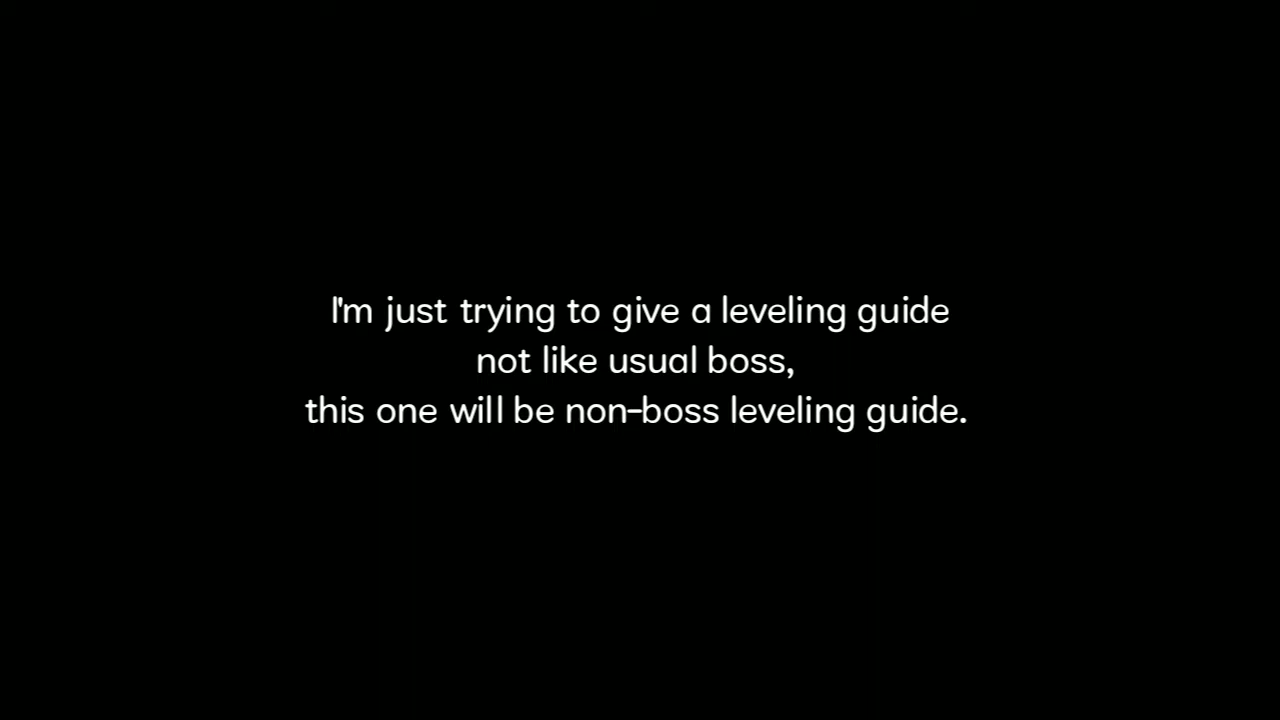 I'm just trying to give a leveling guide
not like usual boss,
this one will be non-boss leveling guide.